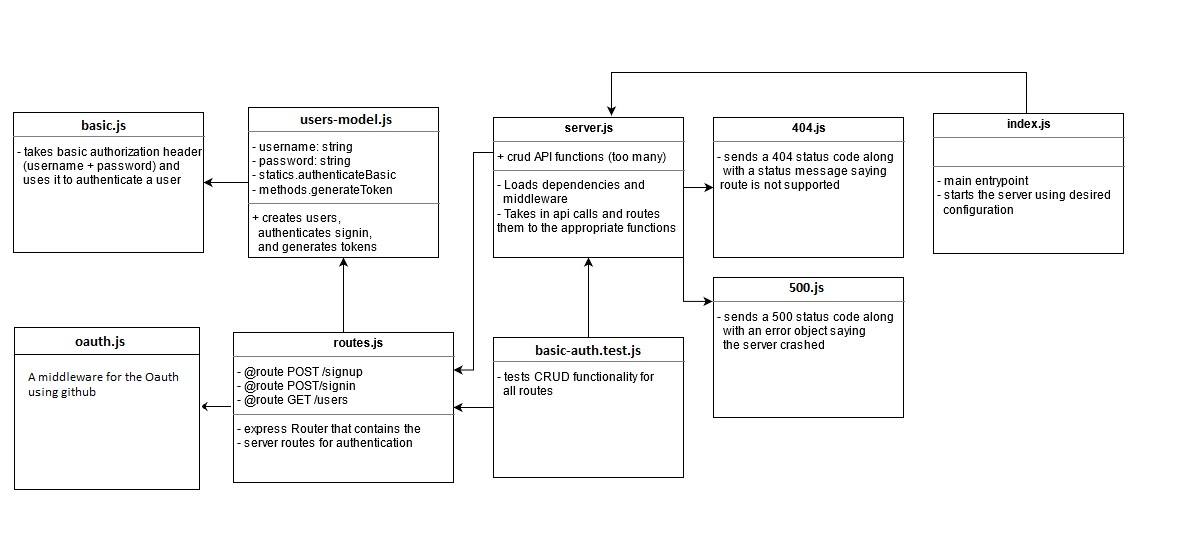 basic.js
- takes basic authorization header
(username + password) and
uses it to authenticate a user
users-model.js
- username: string
- password: string
- statics.authenticateBasic
- methods.generateToken
+ creates users,
authenticates signin,
and generates tokens
server.js
+ crud API functions (too many)
- Loads dependencies and
middleware
- Takes in api calls and routes
them to the appropriate functions
404.js
- sends a 404 status code along
with a status message saying
route is not supported
index.js
- main entrypoint
- starts the server using desired
configuration
500.js
- sends a 500 status code along
with an error object saying
the server crashed
oauth.js
A middleware for the Oauth
using github
routes.js
- @route POST /signup
- @route POST/signin
- @route GET /users
- express Router that contains the
- server routes for authentication
basic-auth.test.js
- tests CRUD functionality for
all routes